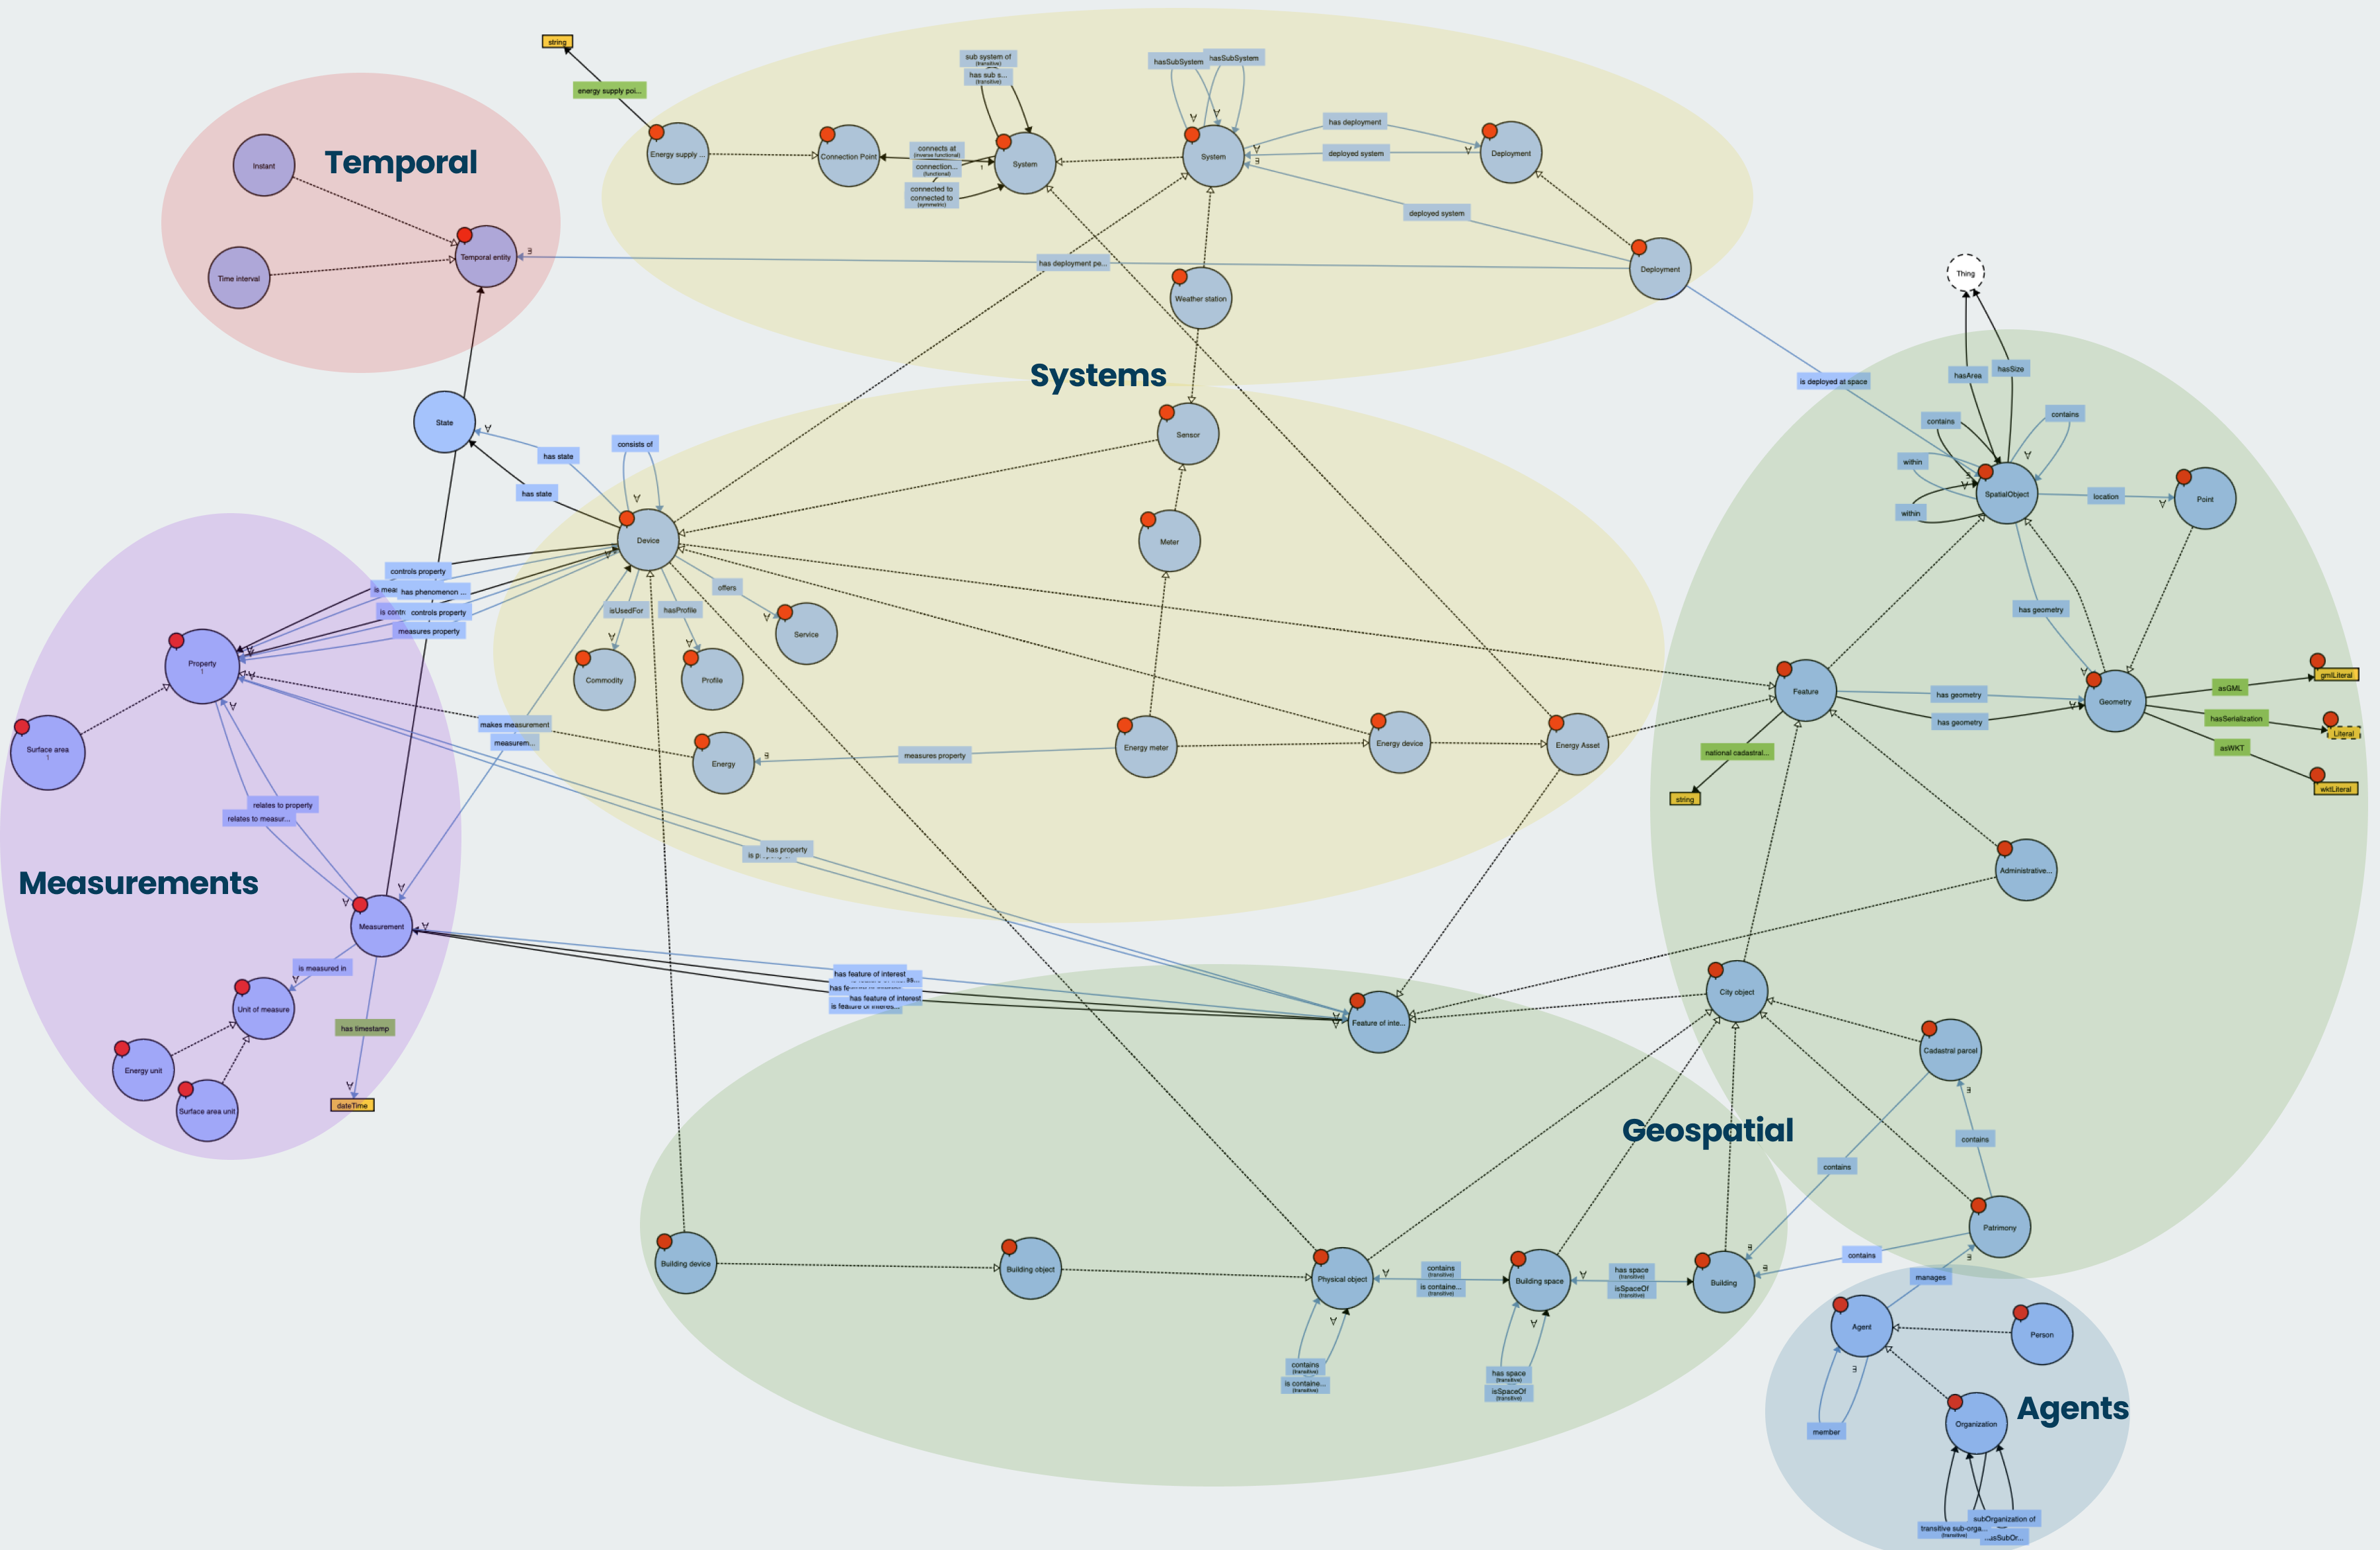 string
energy supply poi...
sub system of
(transitive)
has sub s...
(transitive)
hasSubSystem
hasSubSystem
Energy supply ...
Connection Point
connects at
(inverse functional)
connection...
(functional)
1
connected to
connected to
(symmetric)
System
System
has deployment
deployed system
Deployment
deployed system
Deployment
has deployment pe...
Weather station
Temporal
Instant
Time interval
Temporal entity
Systems
State
has state
has state
consists of
Sensor
Meter
Device
controls property
is mea
has phenomenon ...
is contr
controls property
measures property
isUsedFor
hasProfile
offers
Service
Commodity
Profile
makes measurement
measurem...
Energy
measures property
Energy meter
Energy device
Energy Asset
has property
Property
1
Surface area
1
relates to property
relates to measur...
Measurements
Measurement
is measured in
Unit of measure
has timestamp
Energy unit
Surface area unit
dateTime
has feature of interest
has feature of interest
is feature of interes...
Feature of inte...
Thing
is deployed at space
hasArea
hasSize
contains
contains
within
within
SpatialObject
location
Point
has geometry
Feature
has geometry
has geometry
Geometry
asGML
gmlLiteral
hasSerialization
Literal
asWKT
wktLiteral
national cadastral...
string
Administrative...
City object
Cadastral parcel
Geospatial
contains
contains
Patrimony
contains
manages
Building device
Building object
Physical object
contains
(transitive)
is containe...
(transitive)
Building space
has space
(transitive)
isSpaceOf
(transitive)
Building
contains
(transitive)
is containe...
(transitive)
has space
(transitive)
isSpaceOf
(transitive)
Agent
Person
member
Organization
Agents
subOrganization of
transitive sub-orga...
(transitive)